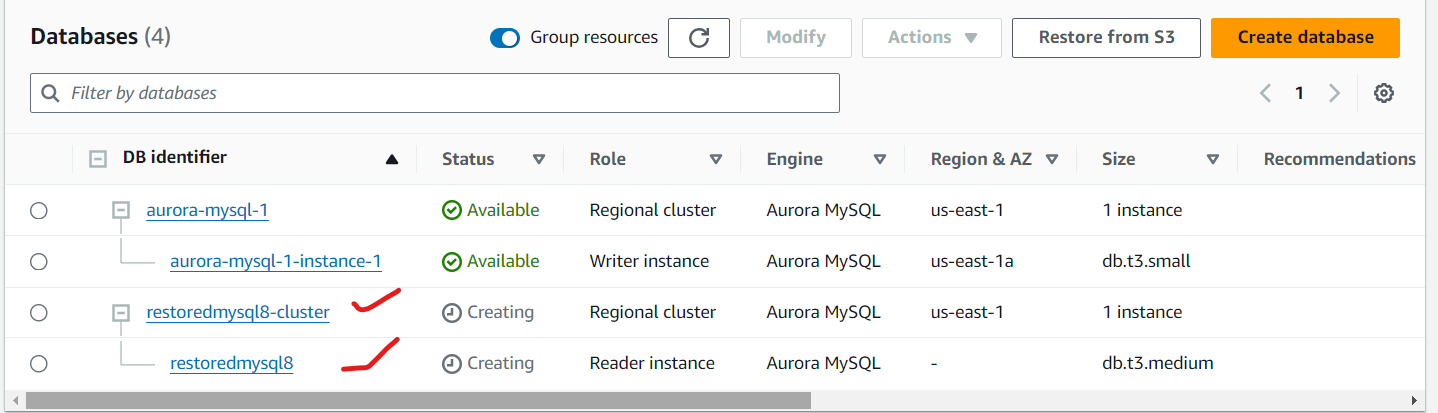 Databases (4) Group resources Modify Actions Restore from S3 Create database
Filter by databases 1
DB identifier Status Role Engine Region & AZ Size Recommendations
aurora-mysql-1 Available Regional cluster Aurora MySQL us-east-1 1 instance
aurora-mysql-1-instance-1 Available Writer instance Aurora MySQL us-east-1a db.t3.small
restoredmysql8-cluster Creating Regional cluster Aurora MySQL us-east-1 1 instance
restoredmysql8 Creating Reader instance Aurora MySQL - db.t3.medium